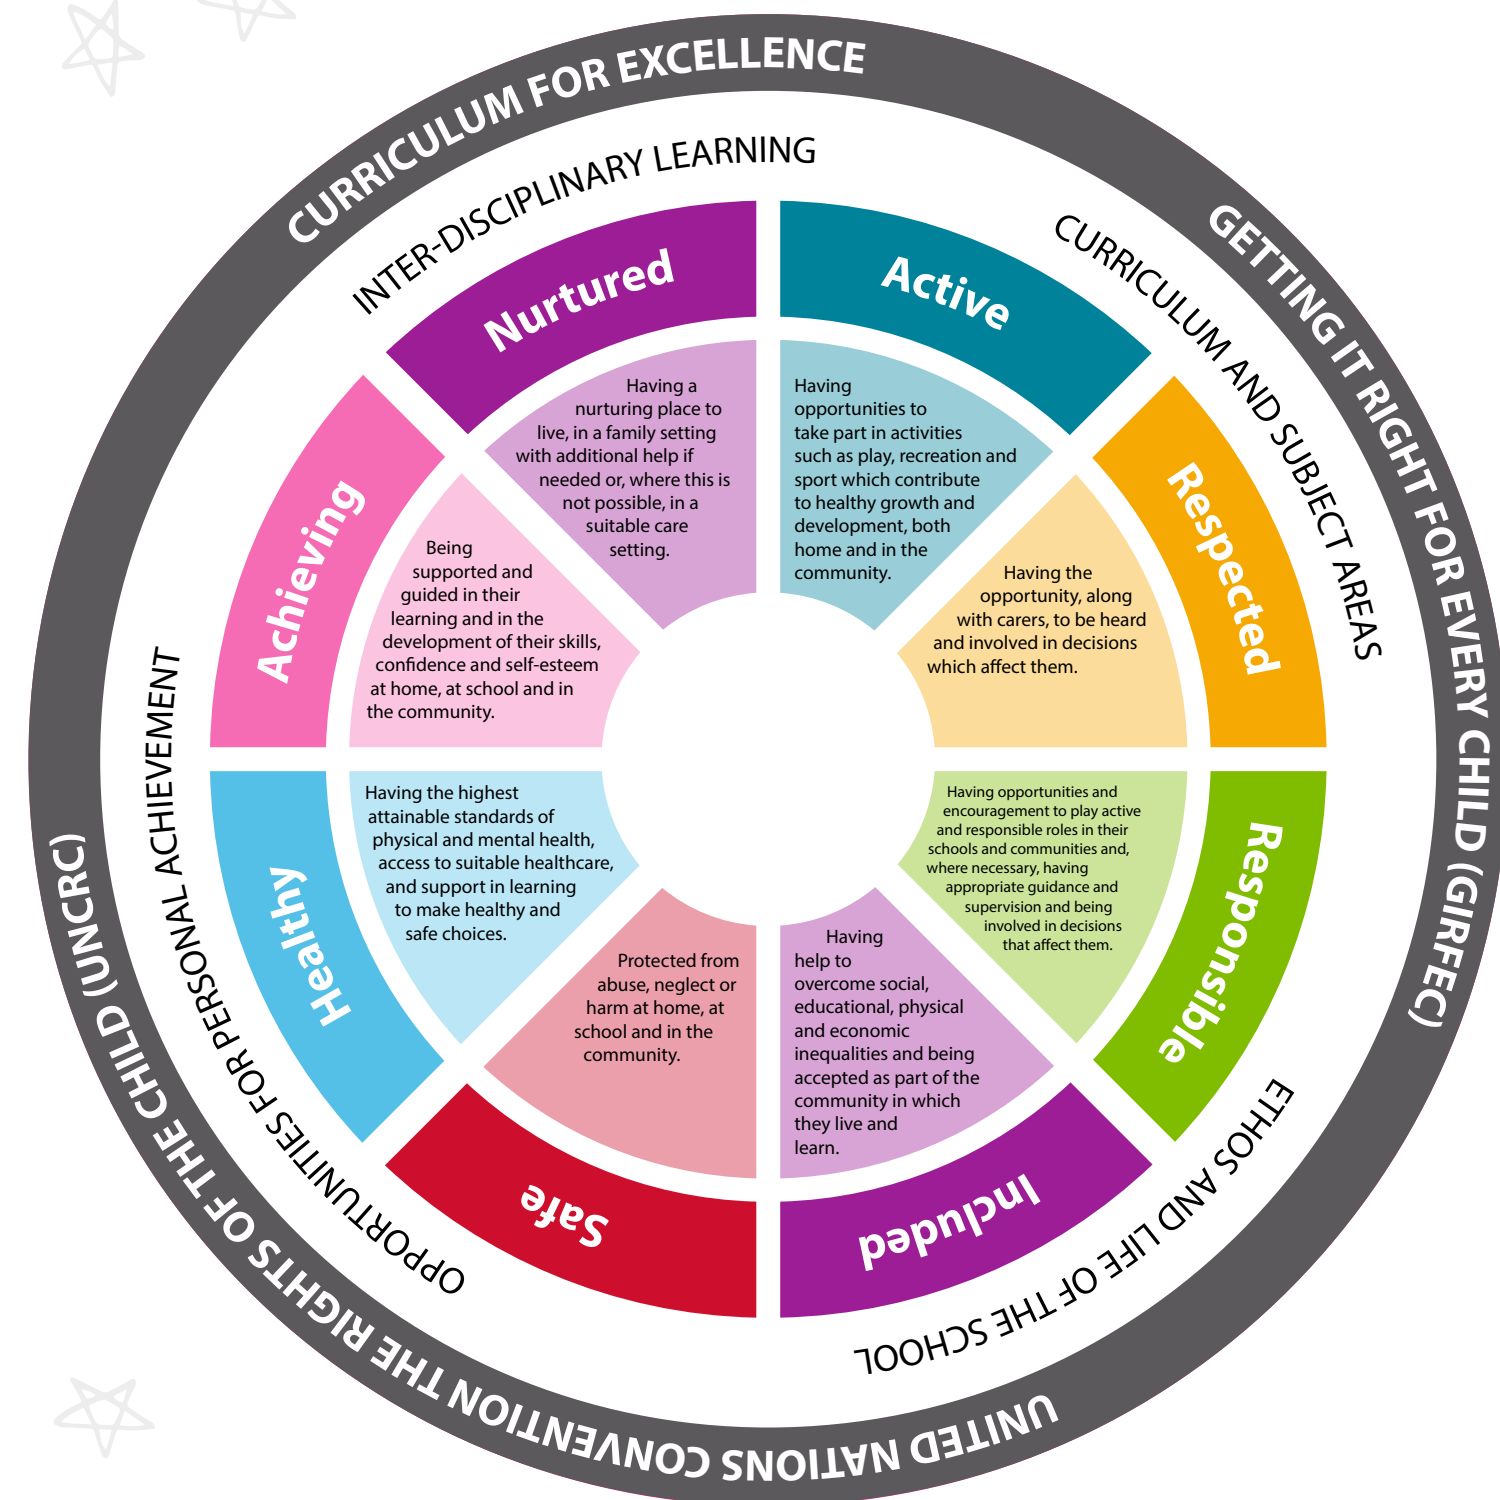 CURRICULUM FOR EXCELLENCE
GETTING IT RIGHT FOR EVERY CHILD (GIRFEC)
UNITED NATIONS CONVENTION ON THE RIGHTS OF THE CHILD (UNCRC)
INTER-DISCIPLINARY LEARNING
CURRICULUM AND SUBJECT AREAS
ETHOS AND LIFE OF THE SCHOOL
OPPORTUNITIES FOR PERSONAL ACHIEVEMENT
Nurtured
Having a
nurturing place to
live, in a family setting
with additional help if
needed or, where this is
not possible, in a
suitable care
setting.
Active
Having
opportunities to
take part in activities
such as play, recreation and
sport which contribute
to healthy growth and
development, both
home and in the
community.
Respected
Having the
opportunity, along
with carers, to be heard
and involved in decisions
which affect them.
Responsible
Having opportunities and
encouragement to play active
and responsible roles in their
schools and communities and,
where necessary, having
appropriate guidance and
supervision and being
involved in decisions
that affect them.
Included
Having
help to
overcome social,
educational, physical
and economic
inequalities and being
accepted as part of the
community in which
they live and
learn.
Safe
Protected from
abuse, neglect or
harm at home, at
school and in the
community.
Healthy
Having the highest
attainable standards of
physical and mental health,
access to suitable healthcare,
and support in learning
to make healthy and
safe choices.
Achieving
Being
supported and
guided in their
learning and in the
development of their skills,
confidence and self-esteem
at home, at school and in
the community.